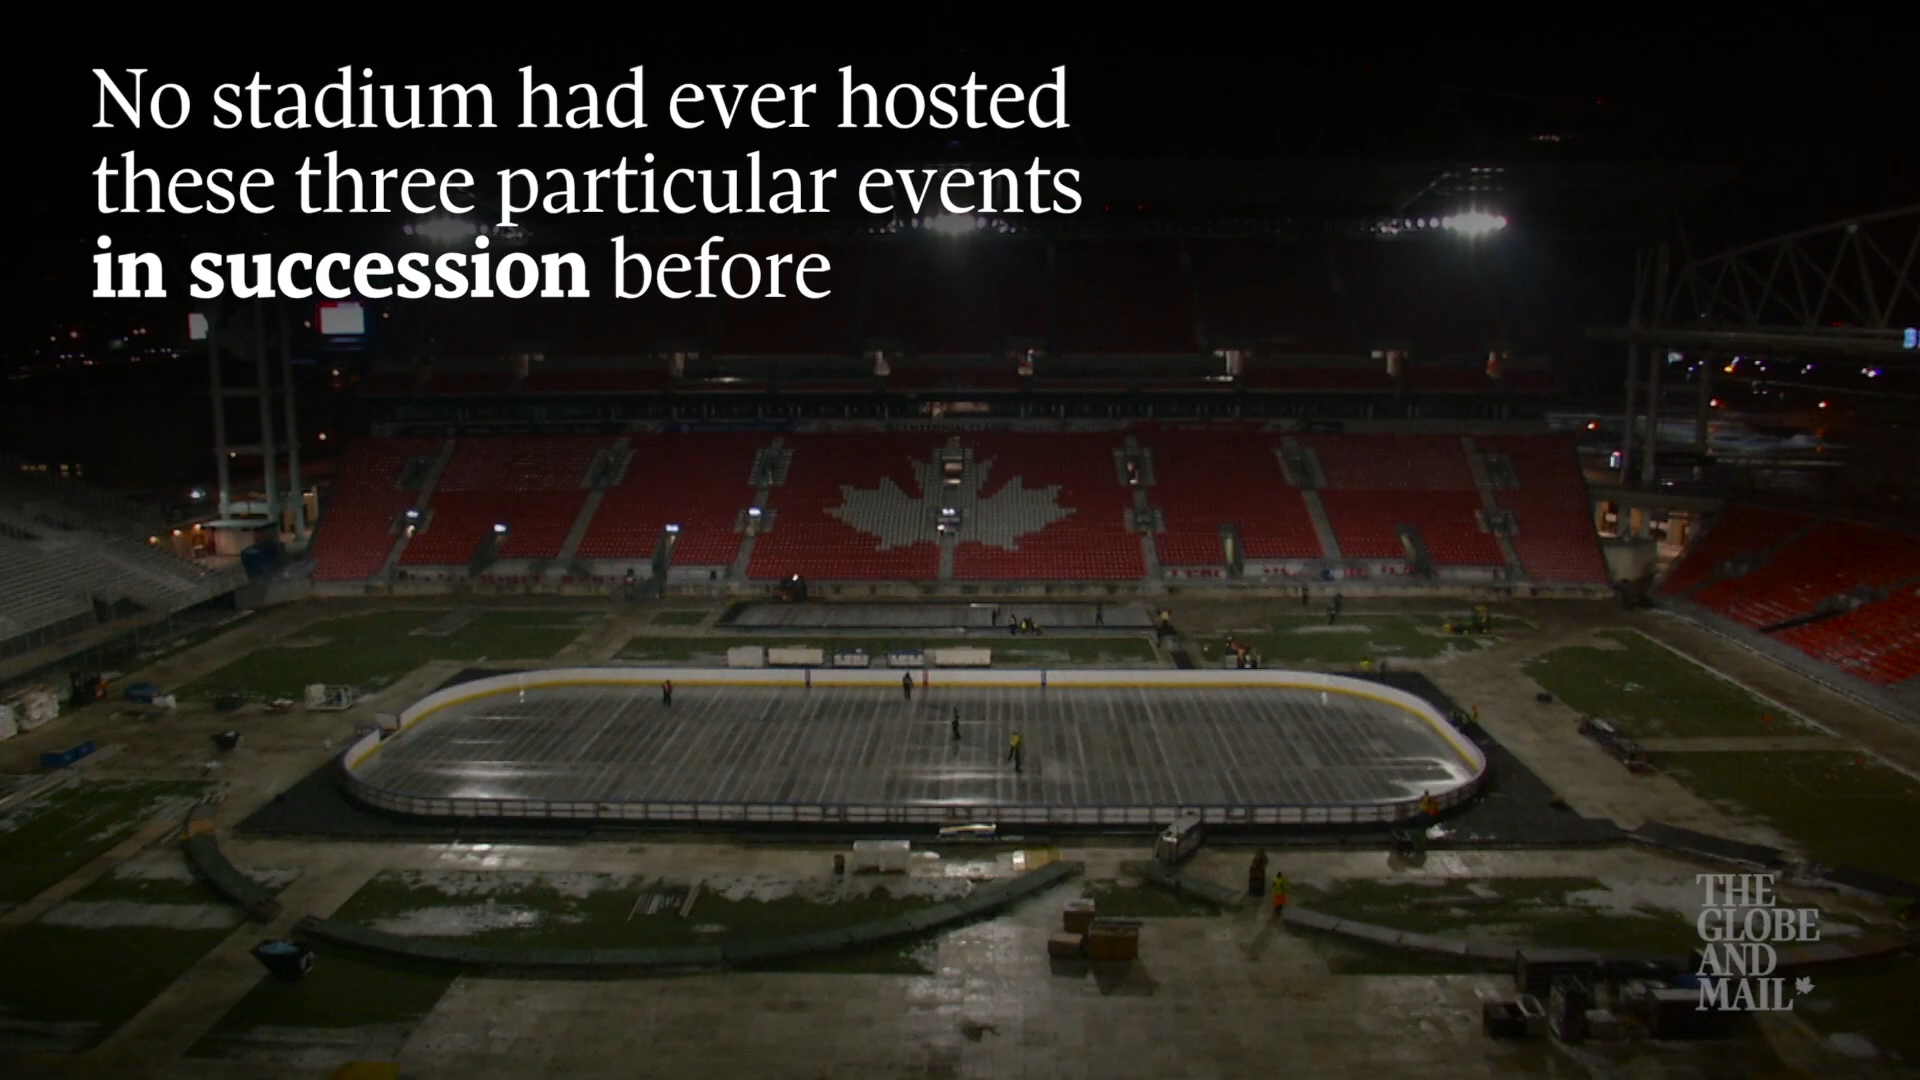 No stadium had ever hosted
these three particular events
in succession before
THE
GLOBE
AND
MAIL